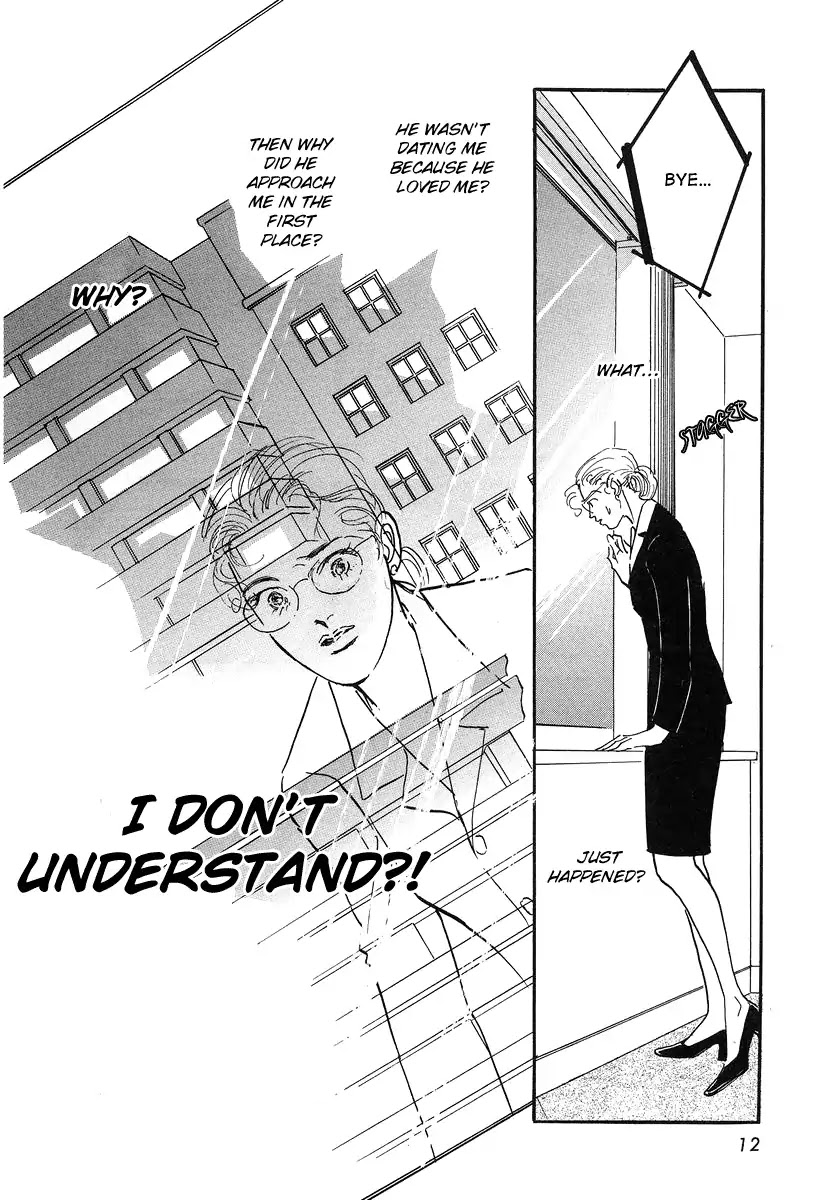 BYE...
WHAT...
STAGGER
JUST
HAPPENED?
HE WASN'T
DATING ME
BECAUSE HE
LOVED ME?
THEN WHY
DID HE
APPROACH
ME IN THE
FIRST
PLACE?
WHY?
I DON'T
UNDERSTAND?!
12